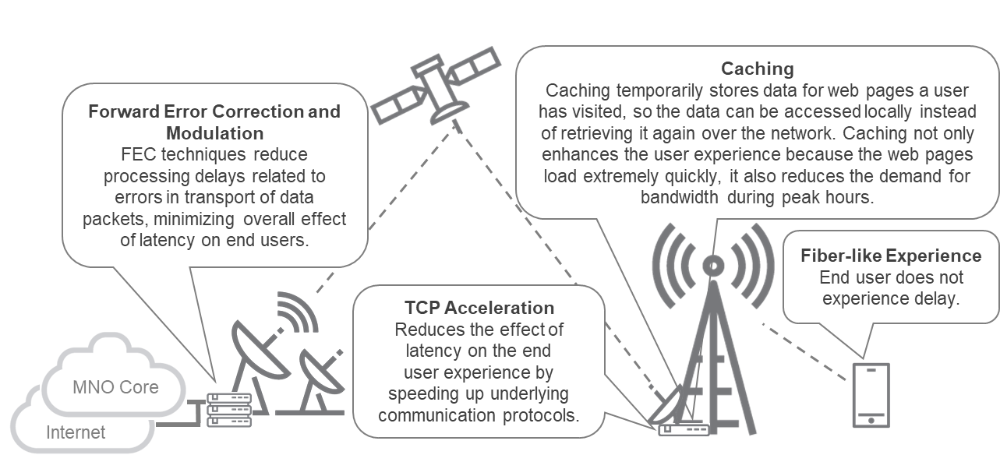 Forward Error Correction and
Modulation
FEC techniques reduce
processing delays related to
errors in transport of data
packets, minimizing overall effect
of latency on end users.
Caching
Caching temporarily stores data for web pages a user
has visited, so the data can be accessed locally instead
of retrieving it again over the network. Caching not only
enhances the user experience because the web pages
load extremely quickly, it also reduces the demand for
bandwidth during peak hours.
Fiber-like Experience
End user does not
experience delay.
TCP Acceleration
Reduces the effect of
latency on the end
user experience by
speeding up underlying
communication protocols.
MNO Core
Internet